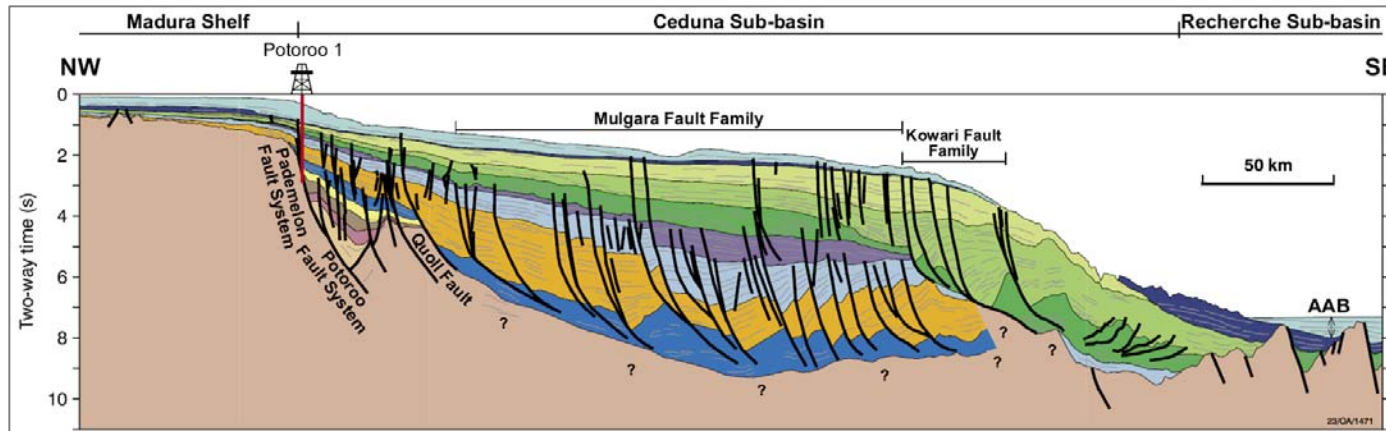 Madura Shelf
Ceduna Sub-basin
Recherche Sub-basin
Potoroo 1
NW
Mulgara Fault Family
Kowari Fault
Family
50 km
AAB
Pademelon
Fault System
Potoroo
Fault System
Quoll Fault
Two-way time (s)
0
2
4
6
8
10
?
?
?
?
?
?
?
23/OA/1471